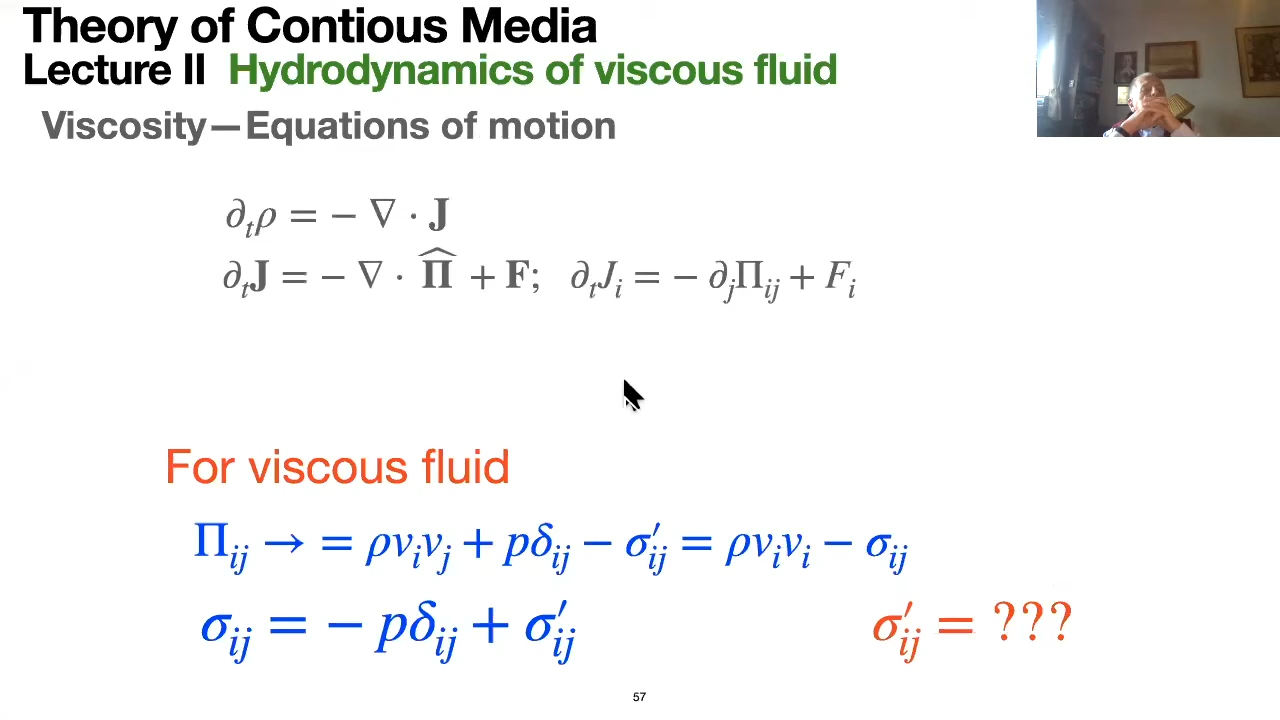 Theory of Contious Media
Lecture II Hydrodynamics of viscous fluid
Viscosity—Equations of motion
∂ₜρ = − ∇ · J
∂ₜJ = − ∇ · Π̂ + F; ∂ₜJᵢ = − ∂ⱼΠᵢⱼ + Fᵢ
For viscous fluid
Πᵢⱼ → = ρvᵢvⱼ + pδᵢⱼ − σ′ᵢⱼ = ρvᵢvᵢ − σᵢⱼ
σᵢⱼ = − pδᵢⱼ + σ′ᵢⱼ σ′ᵢⱼ = ???
57